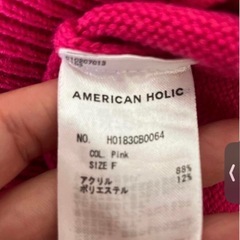 AMERICAN HOLIC
NO. H0183CB0064
COL. Pink
SIZE F
88%
アクリル 12%
ポリエステル